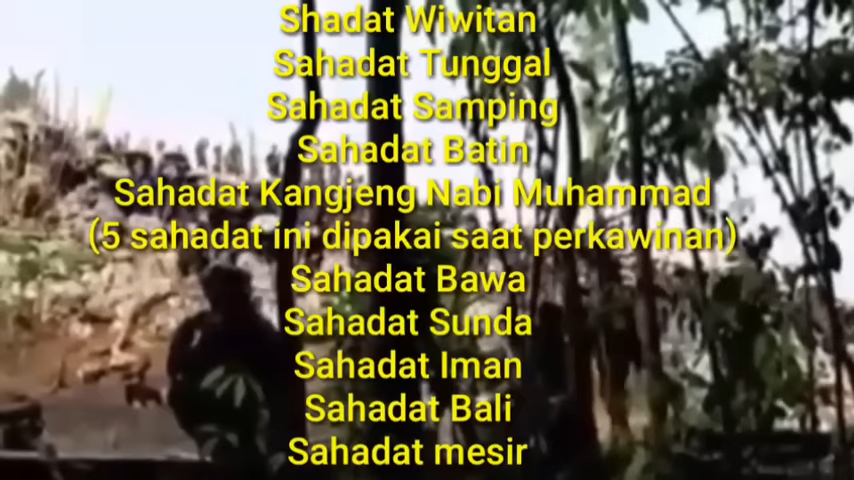 Shadat Wiwitan
Sahadat Tunggal
Sahadat Samping
Sahadat Batin
Sahadat Kangjeng Nabi Muhammad
(5 sahadat ini dipakai saat perkawinan)
Sahadat Bawa
Sahadat Sunda
Sahadat Iman
Sahadat Bali
Sahadat mesir